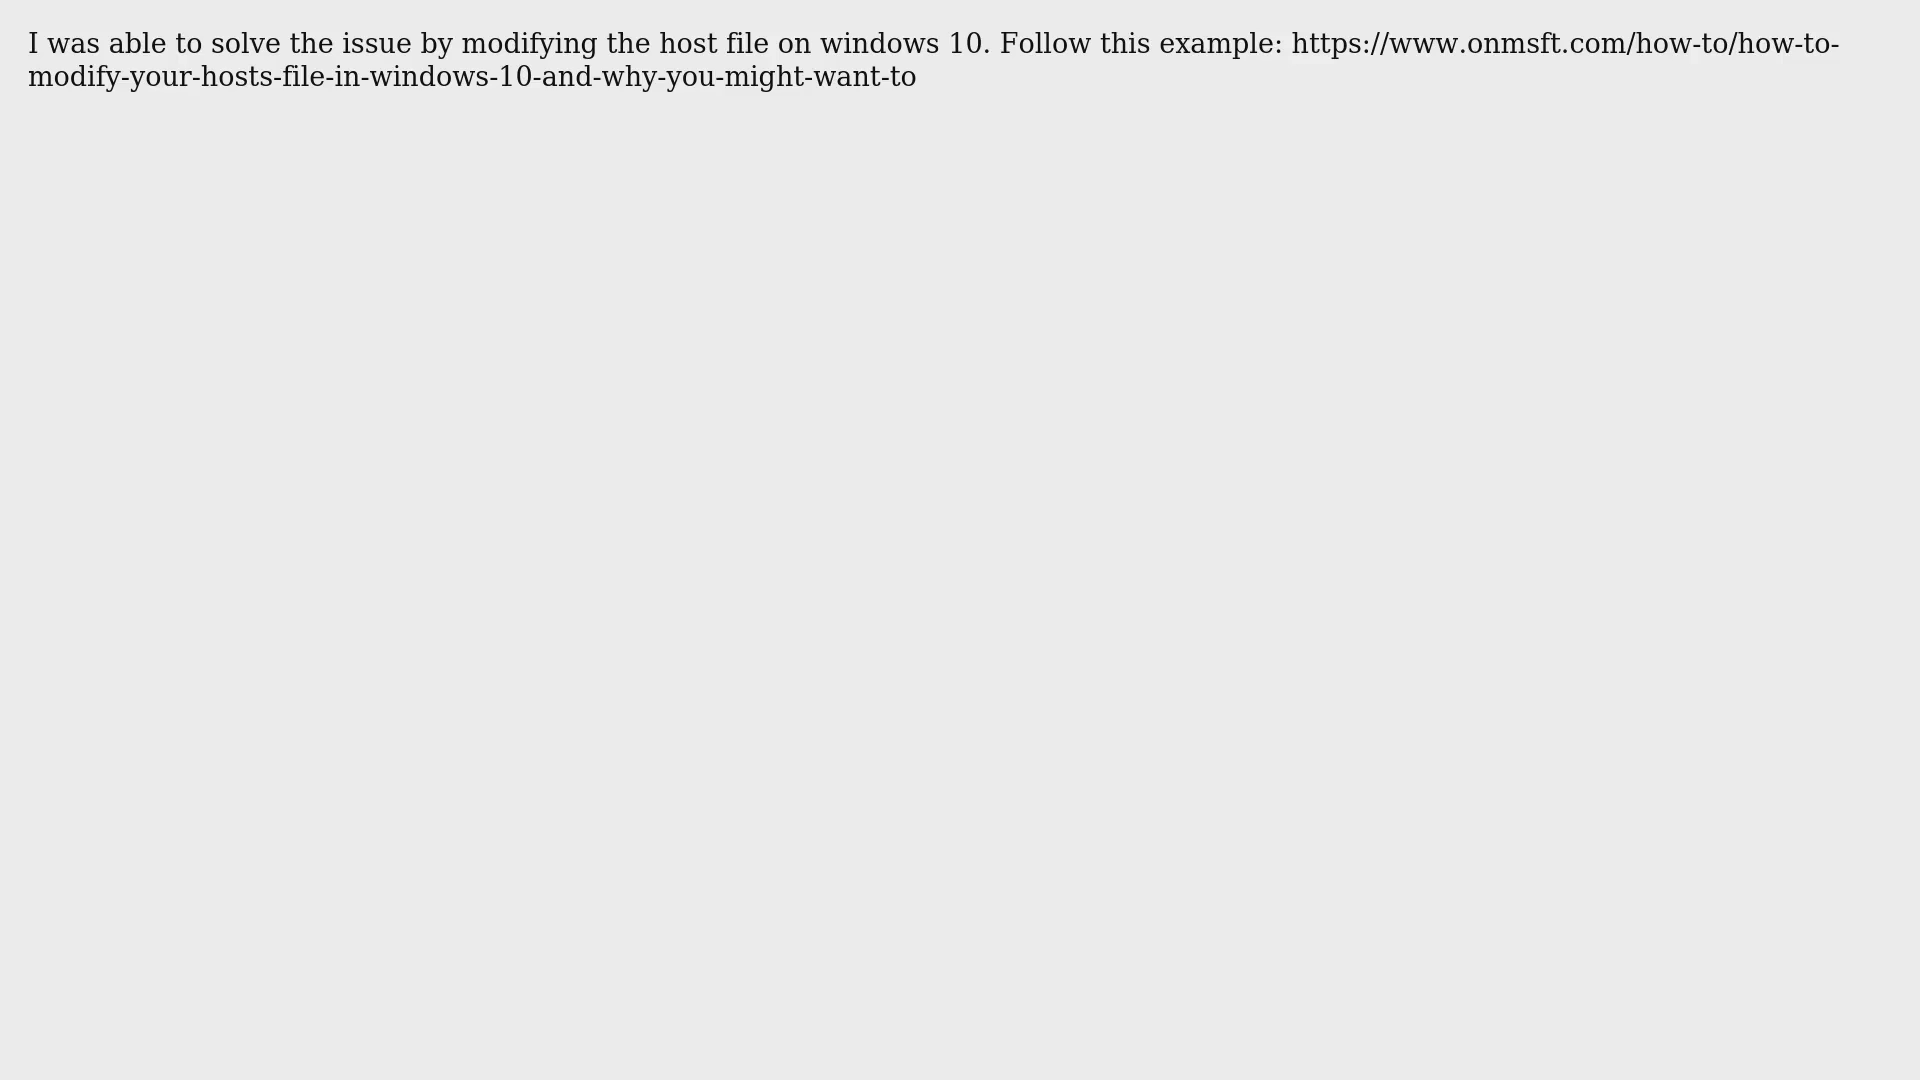 I was able to solve the issue by modifying the host file on windows 10. Follow this example: https://www.onmsft.com/how-to/how-to-
modify-your-hosts-file-in-windows-10-and-why-you-might-want-to